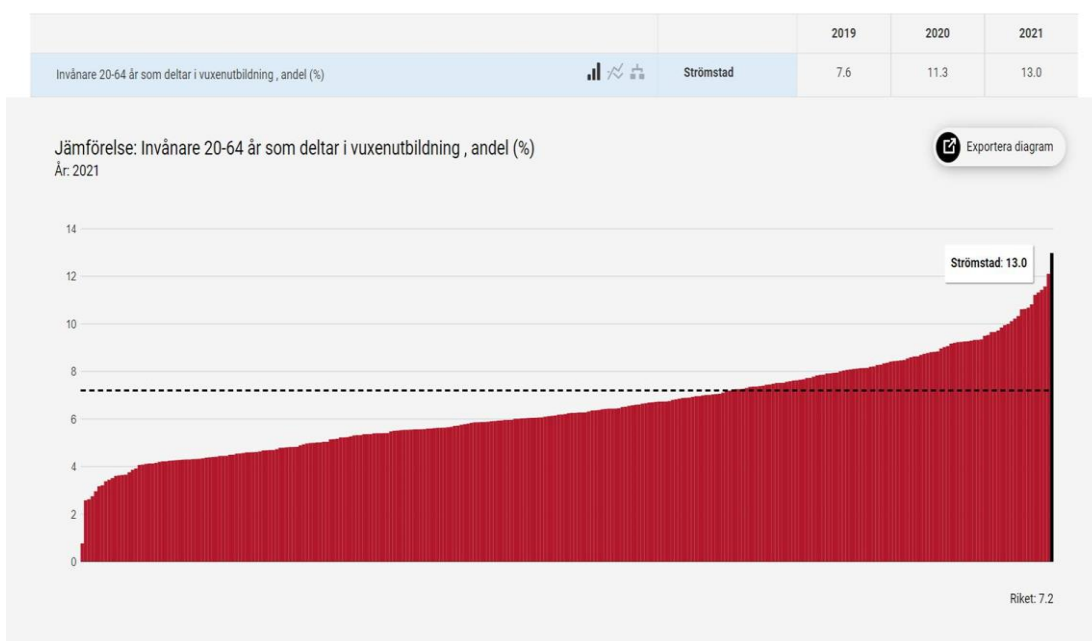 2019 2020 2021
Invånare 20-64 år som deltar i vuxenutbildning , andel (%) Strömstad 7.6 11.3 13.0
Jämförelse: Invånare 20-64 år som deltar i vuxenutbildning , andel (%)
År: 2021
Exportera diagram
14
Strömstad: 13.0
12
10
8
6
4
2
0
Riket: 7.2